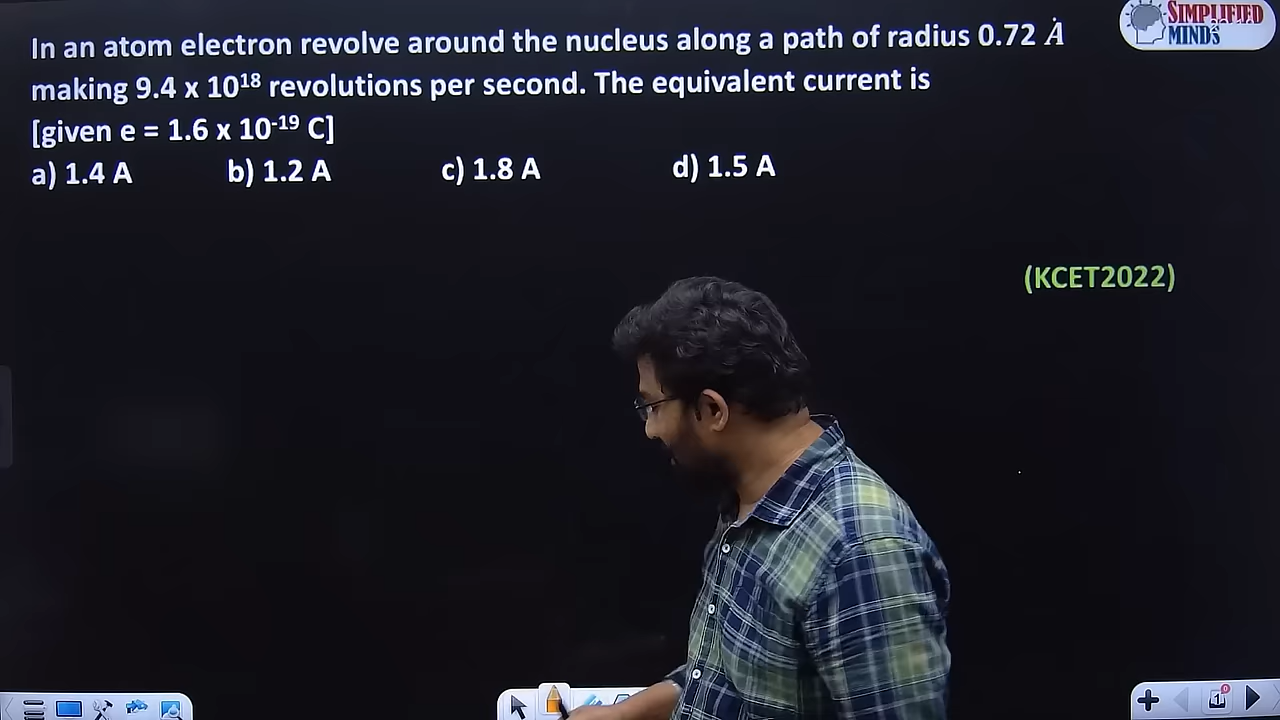 SIMPLIFIED
MINDS
In an atom electron revolve around the nucleus along a path of radius 0.72 Ȧ
making 9.4 x 10¹⁸ revolutions per second. The equivalent current is
[given e = 1.6 x 10⁻¹⁹ C]
a) 1.4 A b) 1.2 A c) 1.8 A d) 1.5 A
(KCET2022)